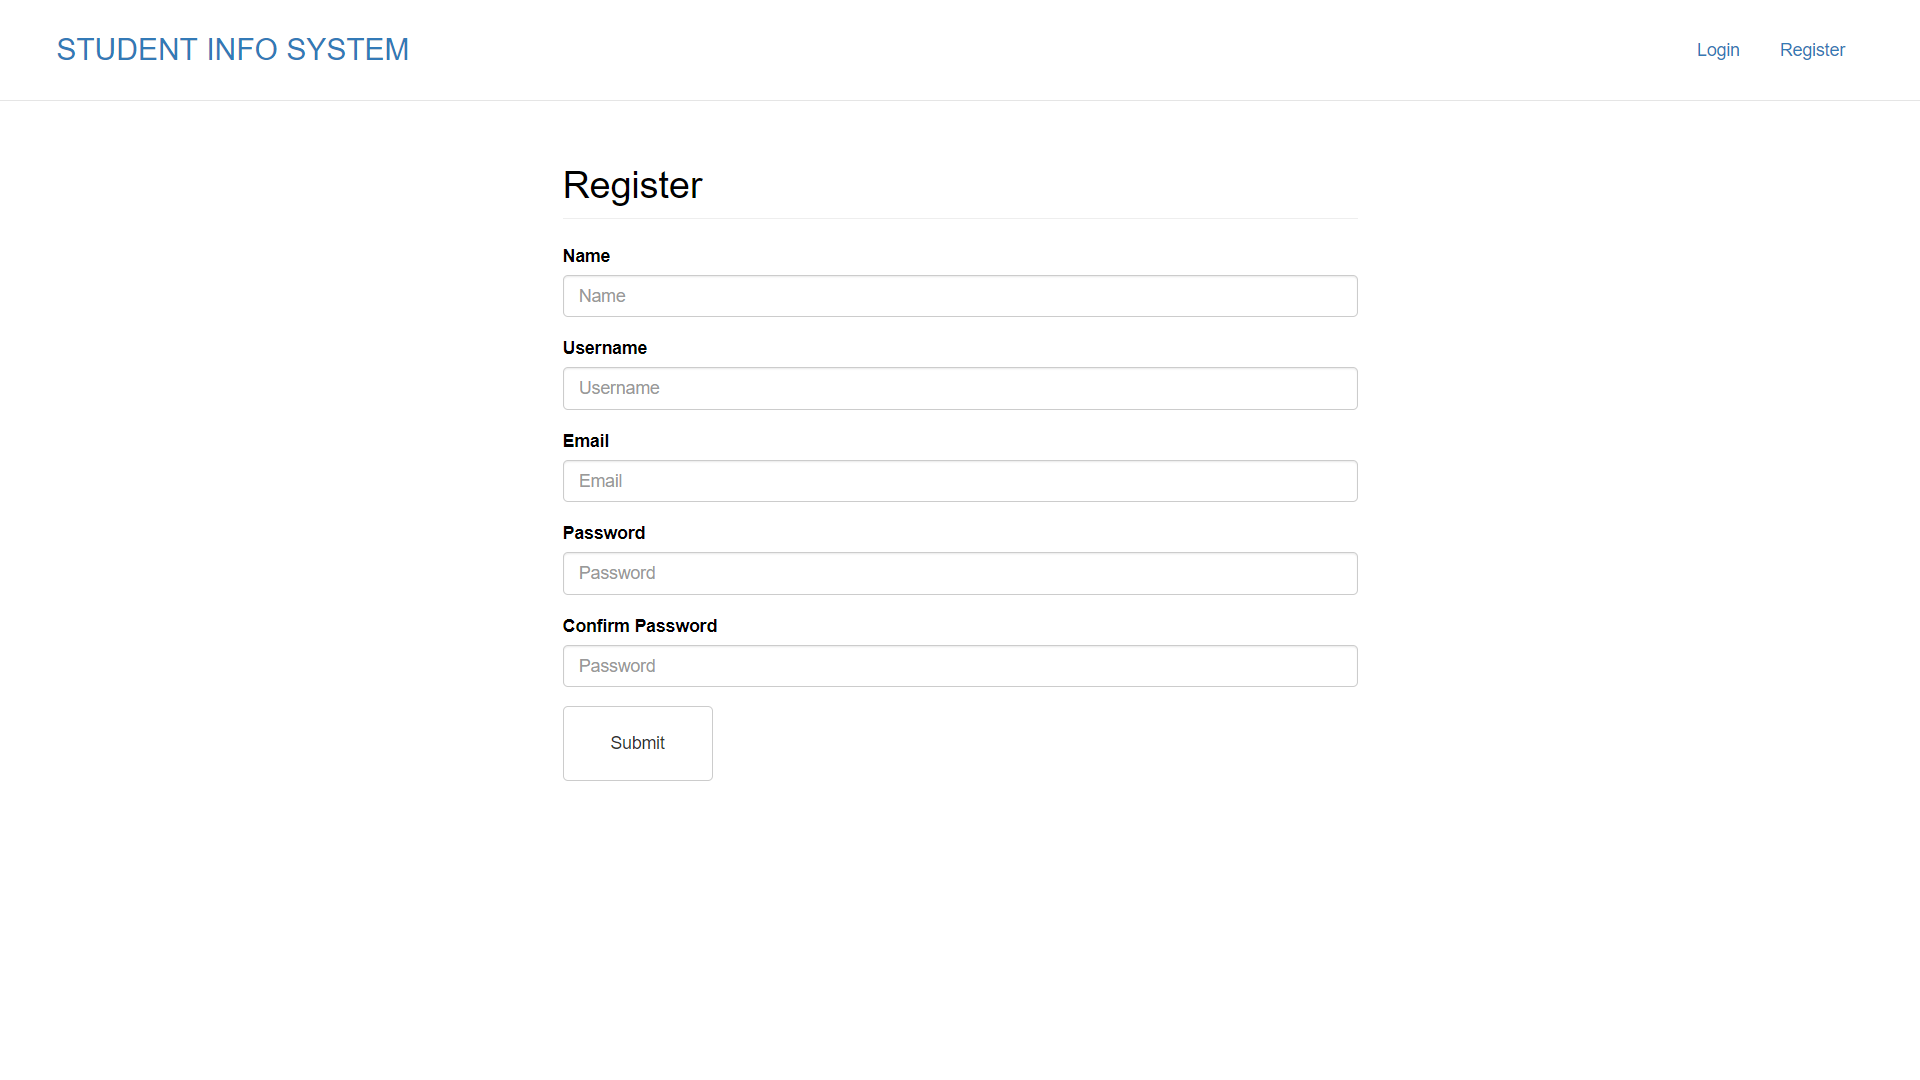 STUDENT INFO SYSTEM
Login
Register
Register
Name
Name
Username
Username
Email
Email
Password
Password
Confirm Password
Password
Submit